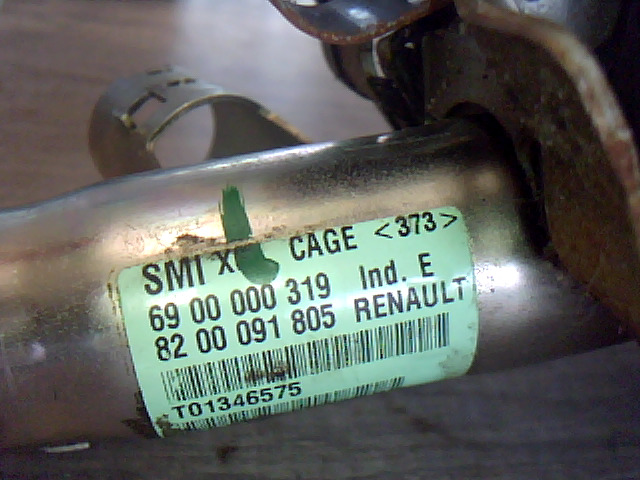 SMI CAGE <373>
69 00 000 319 Ind. E
82 00 091 805 RENAULT
T01346575